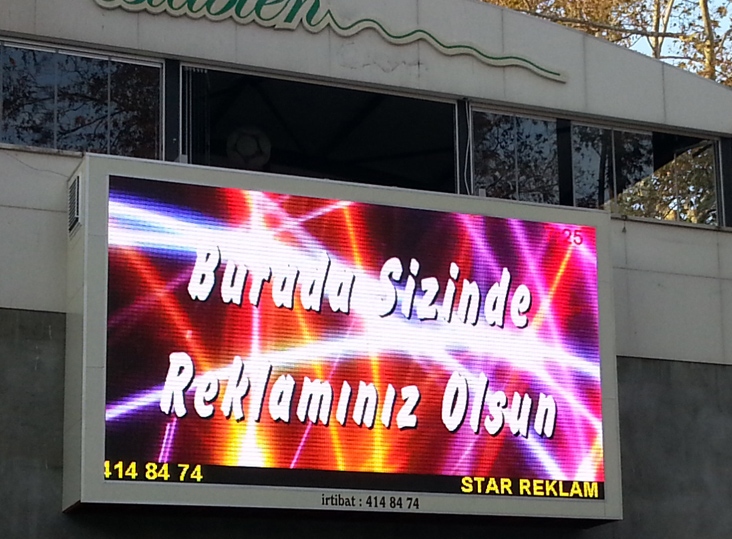 25
Burada Sizinde
Reklamınız Olsun
414 84 74
STAR REKLAM
irtibat : 414 84 74